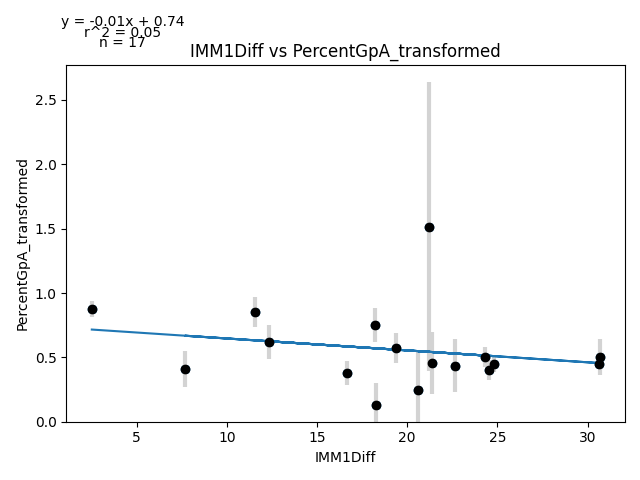 y = -0.01x + 0.74
r^2 = 0.05
n = 17
IMM1Diff vs PercentGpA_transformed
2.5
2.0
1.5
1.0
0.5
0.0
PercentGpA_transformed
5 10 15 20 25 30
IMM1Diff